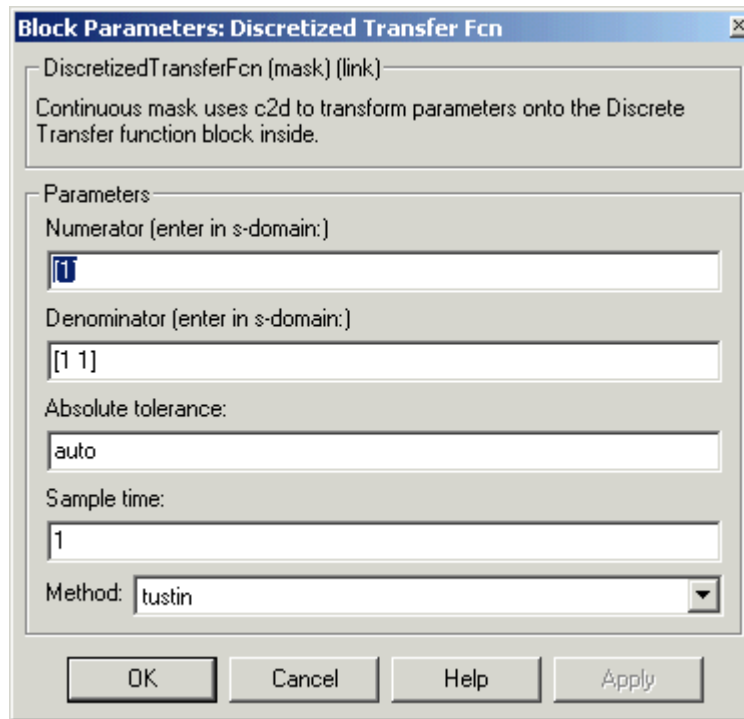 Block Parameters: Discretized Transfer Fcn
DiscretizedTransferFcn (mask) (link)
Continuous mask uses c2d to transform parameters onto the Discrete
Transfer function block inside.
Parameters
Numerator (enter in s-domain:)
[1]
Denominator (enter in s-domain:)
[1 1]
Absolute tolerance:
auto
Sample time:
1
Method: tustin
OK Cancel Help Apply